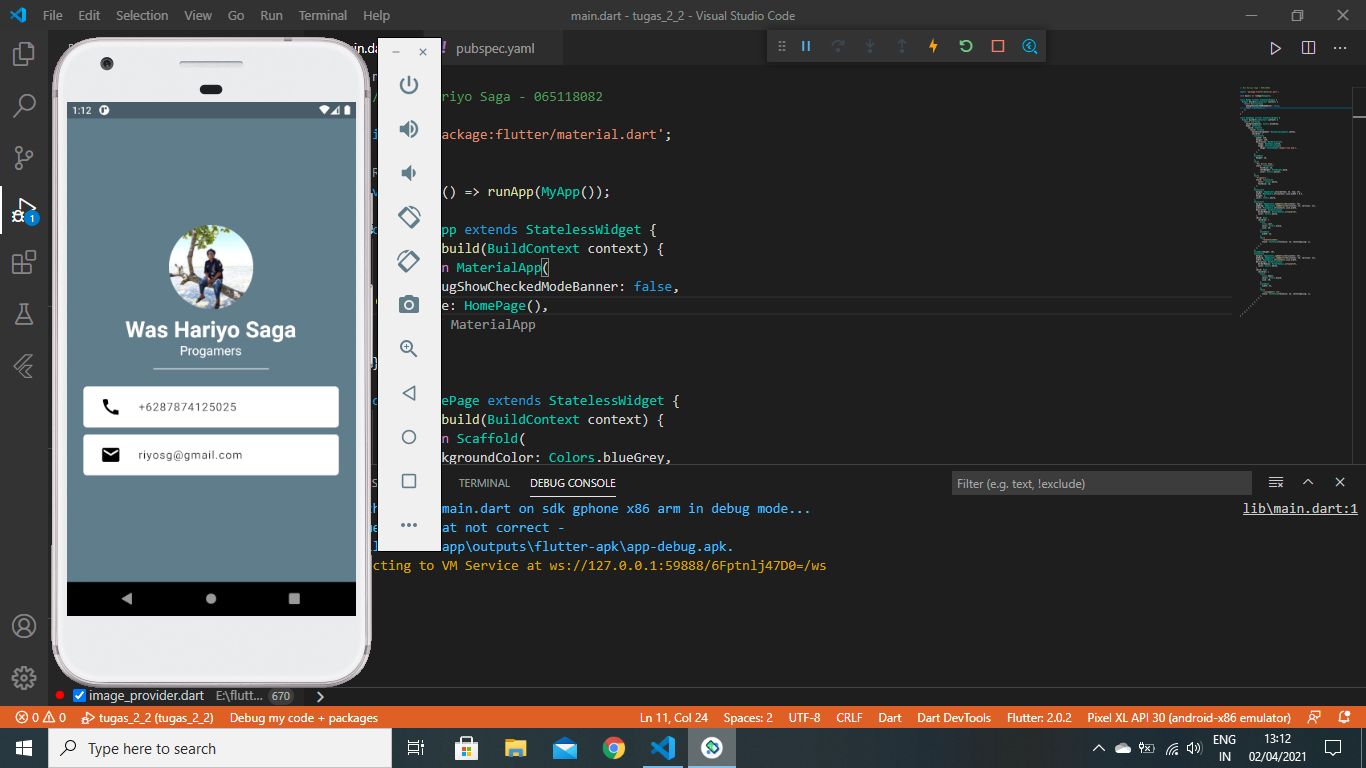 File Edit Selection View Go Run Terminal Help
main.dart - tugas_2_2 - Visual Studio Code
pubspec.yaml
riyo Saga - 065118082
ackage:flutter/material.dart';
() => runApp(MyApp());
pp extends StatelessWidget {
build(BuildContext context) {
n MaterialApp(
ugShowCheckedModeBanner: false,
e: HomePage(),
MaterialApp
ePage extends StatelessWidget {
build(BuildContext context) {
n Scaffold(
kgroundColor: Colors.blueGrey,
1:12
Was Hariyo Saga
Progamers
+6287874125025
riyosg@gmail.com
1
TERMINAL
DEBUG CONSOLE
Filter (e.g. text, !exclude)
main.dart on sdk gphone x86 arm in debug mode...
lib\main.dart:1
at not correct -
app\outputs\flutter-apk\app-debug.apk.
cting to VM Service at ws://127.0.0.1:59888/6Fptnlj47D0=/ws
image_provider.dart E:\flutt... 670
0 0 tugas_2_2 (tugas_2_2) Debug my code + packages
Ln 11, Col 24 Spaces: 2 UTF-8 CRLF Dart Dart DevTools Flutter: 2.0.2 Pixel XL API 30 (android-x86 emulator)
Type here to search
ENG
IN
13:12
02/04/2021